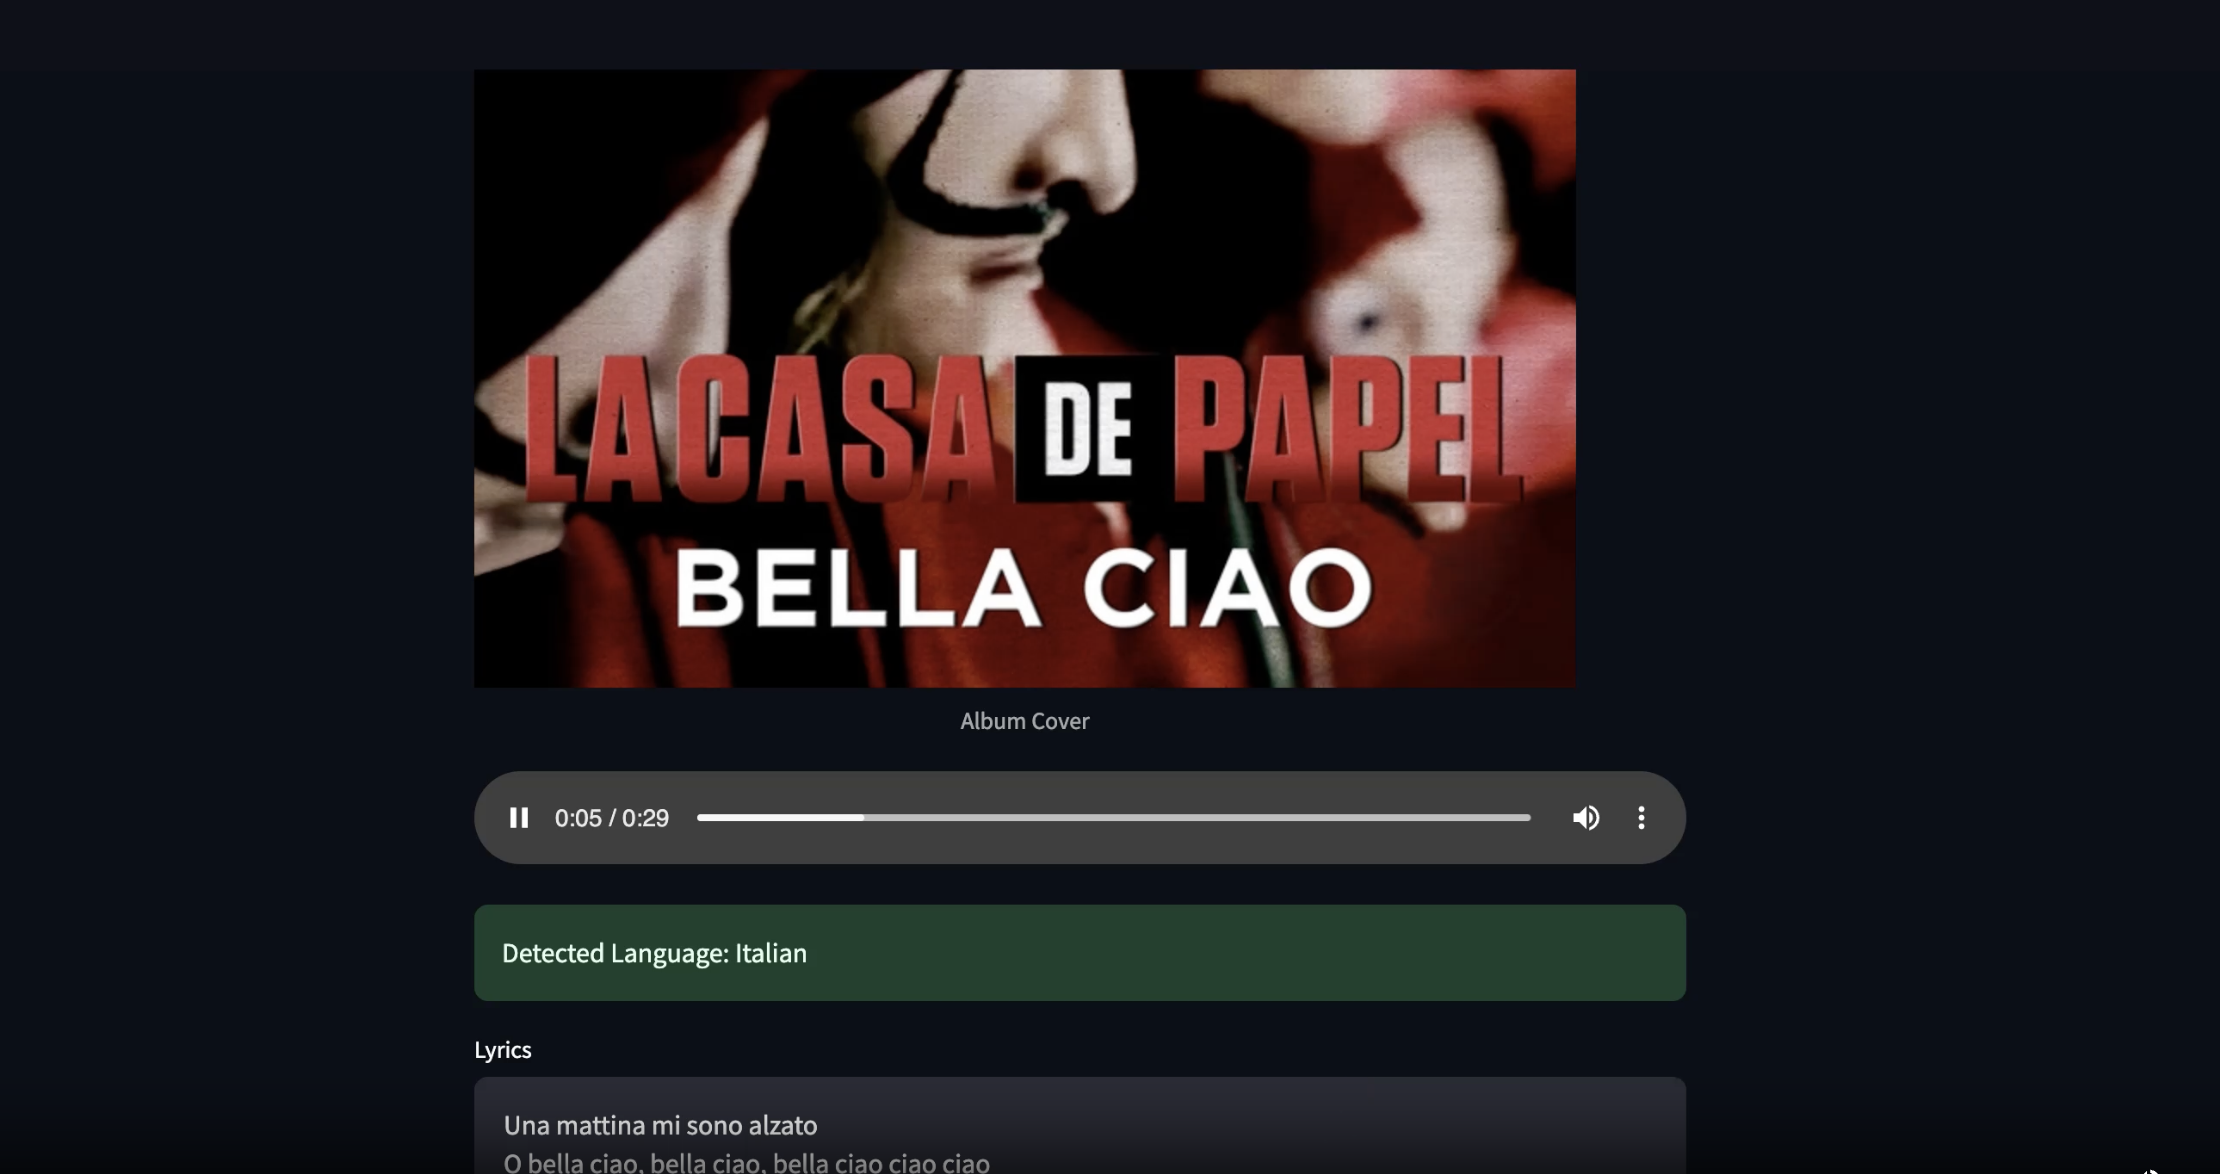 LA CASA DE PAPEL
BELLA CIAO
Album Cover
0:05 / 0:29
Detected Language: Italian
Lyrics
Una mattina mi sono alzato
O bella ciao, bella ciao, bella ciao ciao ciao